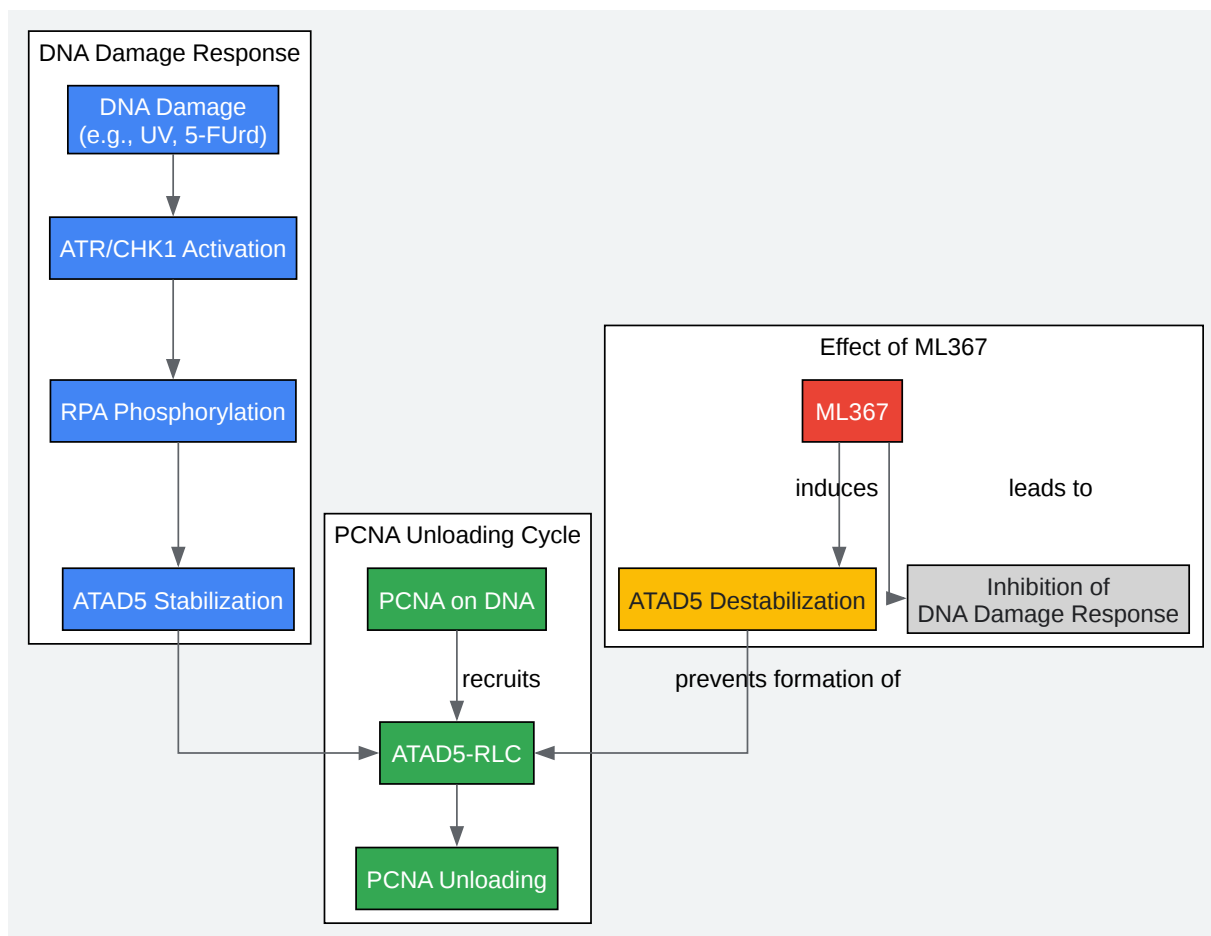 DNA Damage Response
DNA Damage
(e.g., UV, 5-FUrd)
ATR/CHK1 Activation
RPA Phosphorylation
ATAD5 Stabilization
PCNA Unloading Cycle
PCNA on DNA
recruits
ATAD5-RLC
PCNA Unloading
Effect of ML367
ML367
induces
leads to
ATAD5 Destabilization
Inhibition of
DNA Damage Response
prevents formation of